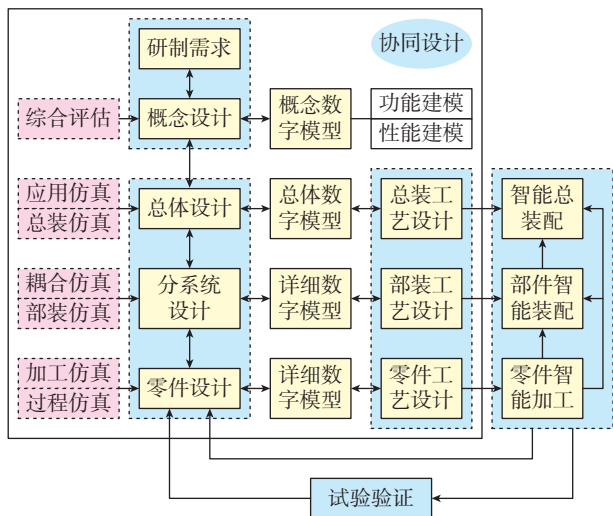 研制需求
协同设计
综合评估
概念设计
概念数
字模型
功能建模
性能建模
应用仿真
总装仿真
总体设计
总体数
字模型
总装工
艺设计
智能总
装配
耦合仿真
部装仿真
分系统
设计
详细数
字模型
部装工
艺设计
部件智
能装配
加工仿真
过程仿真
零件设计
详细数
字模型
零件工
艺设计
零件智
能加工
试验验证